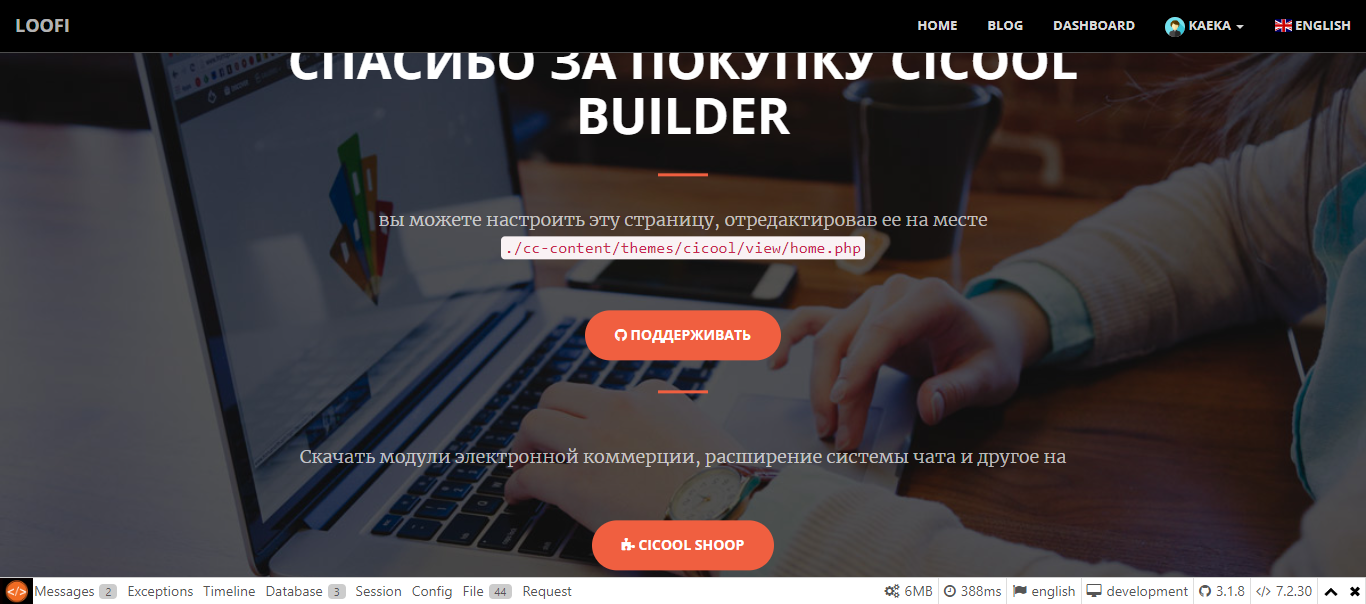 LOOFI
HOME BLOG DASHBOARD KAEKA ENGLISH
СПАСИБО ЗА ПОКУПКУ CICOOL
BUILDER
вы можете настроить эту страницу, отредактировав ее на месте
./cc-content/themes/cicool/view/home.php
ПОДДЕРЖИВАТЬ
Скачать модули электронной коммерции, расширение системы чата и другое на
CICOOL SHOOP
Messages 2 Exceptions Timeline Database 3 Session Config File 44 Request 6MB 388ms english development 3.1.8 </> 7.2.30